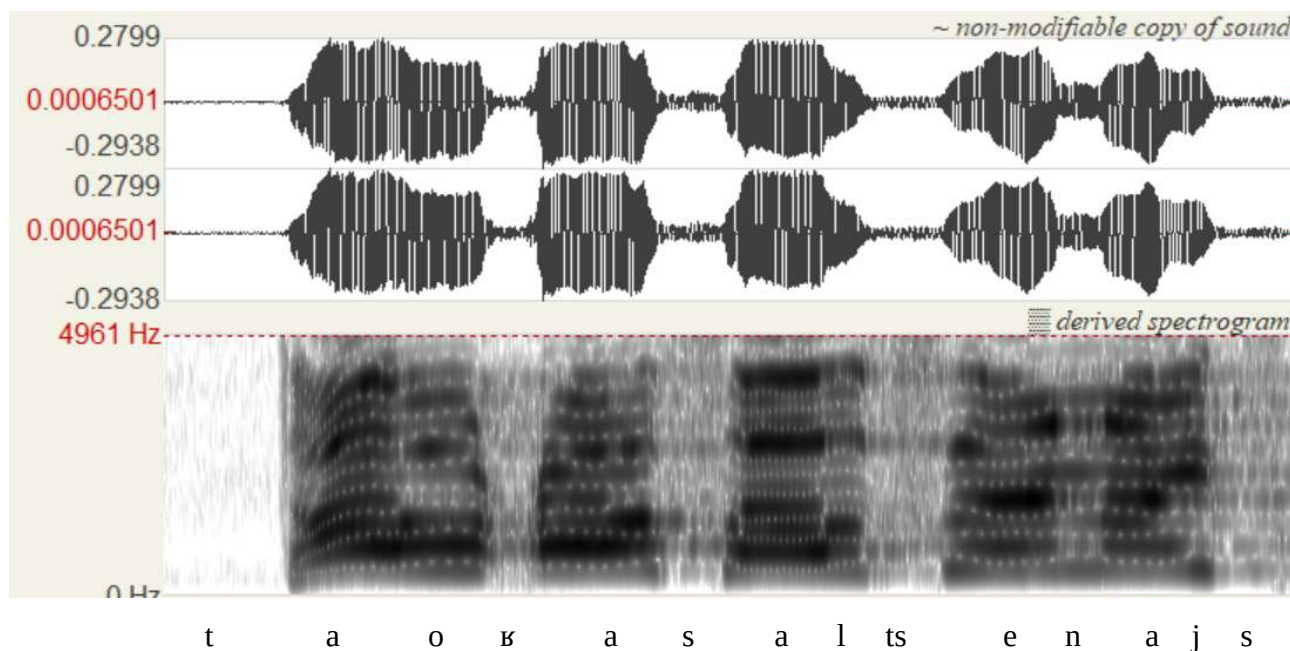 0.2799
~ non-modifiable copy of sound
0.0006501
-0.2938
0.2799
0.0006501
-0.2938
derived spectrogram
4961 Hz
0 Hz
t a o ʁ a s a l ts e n a j s